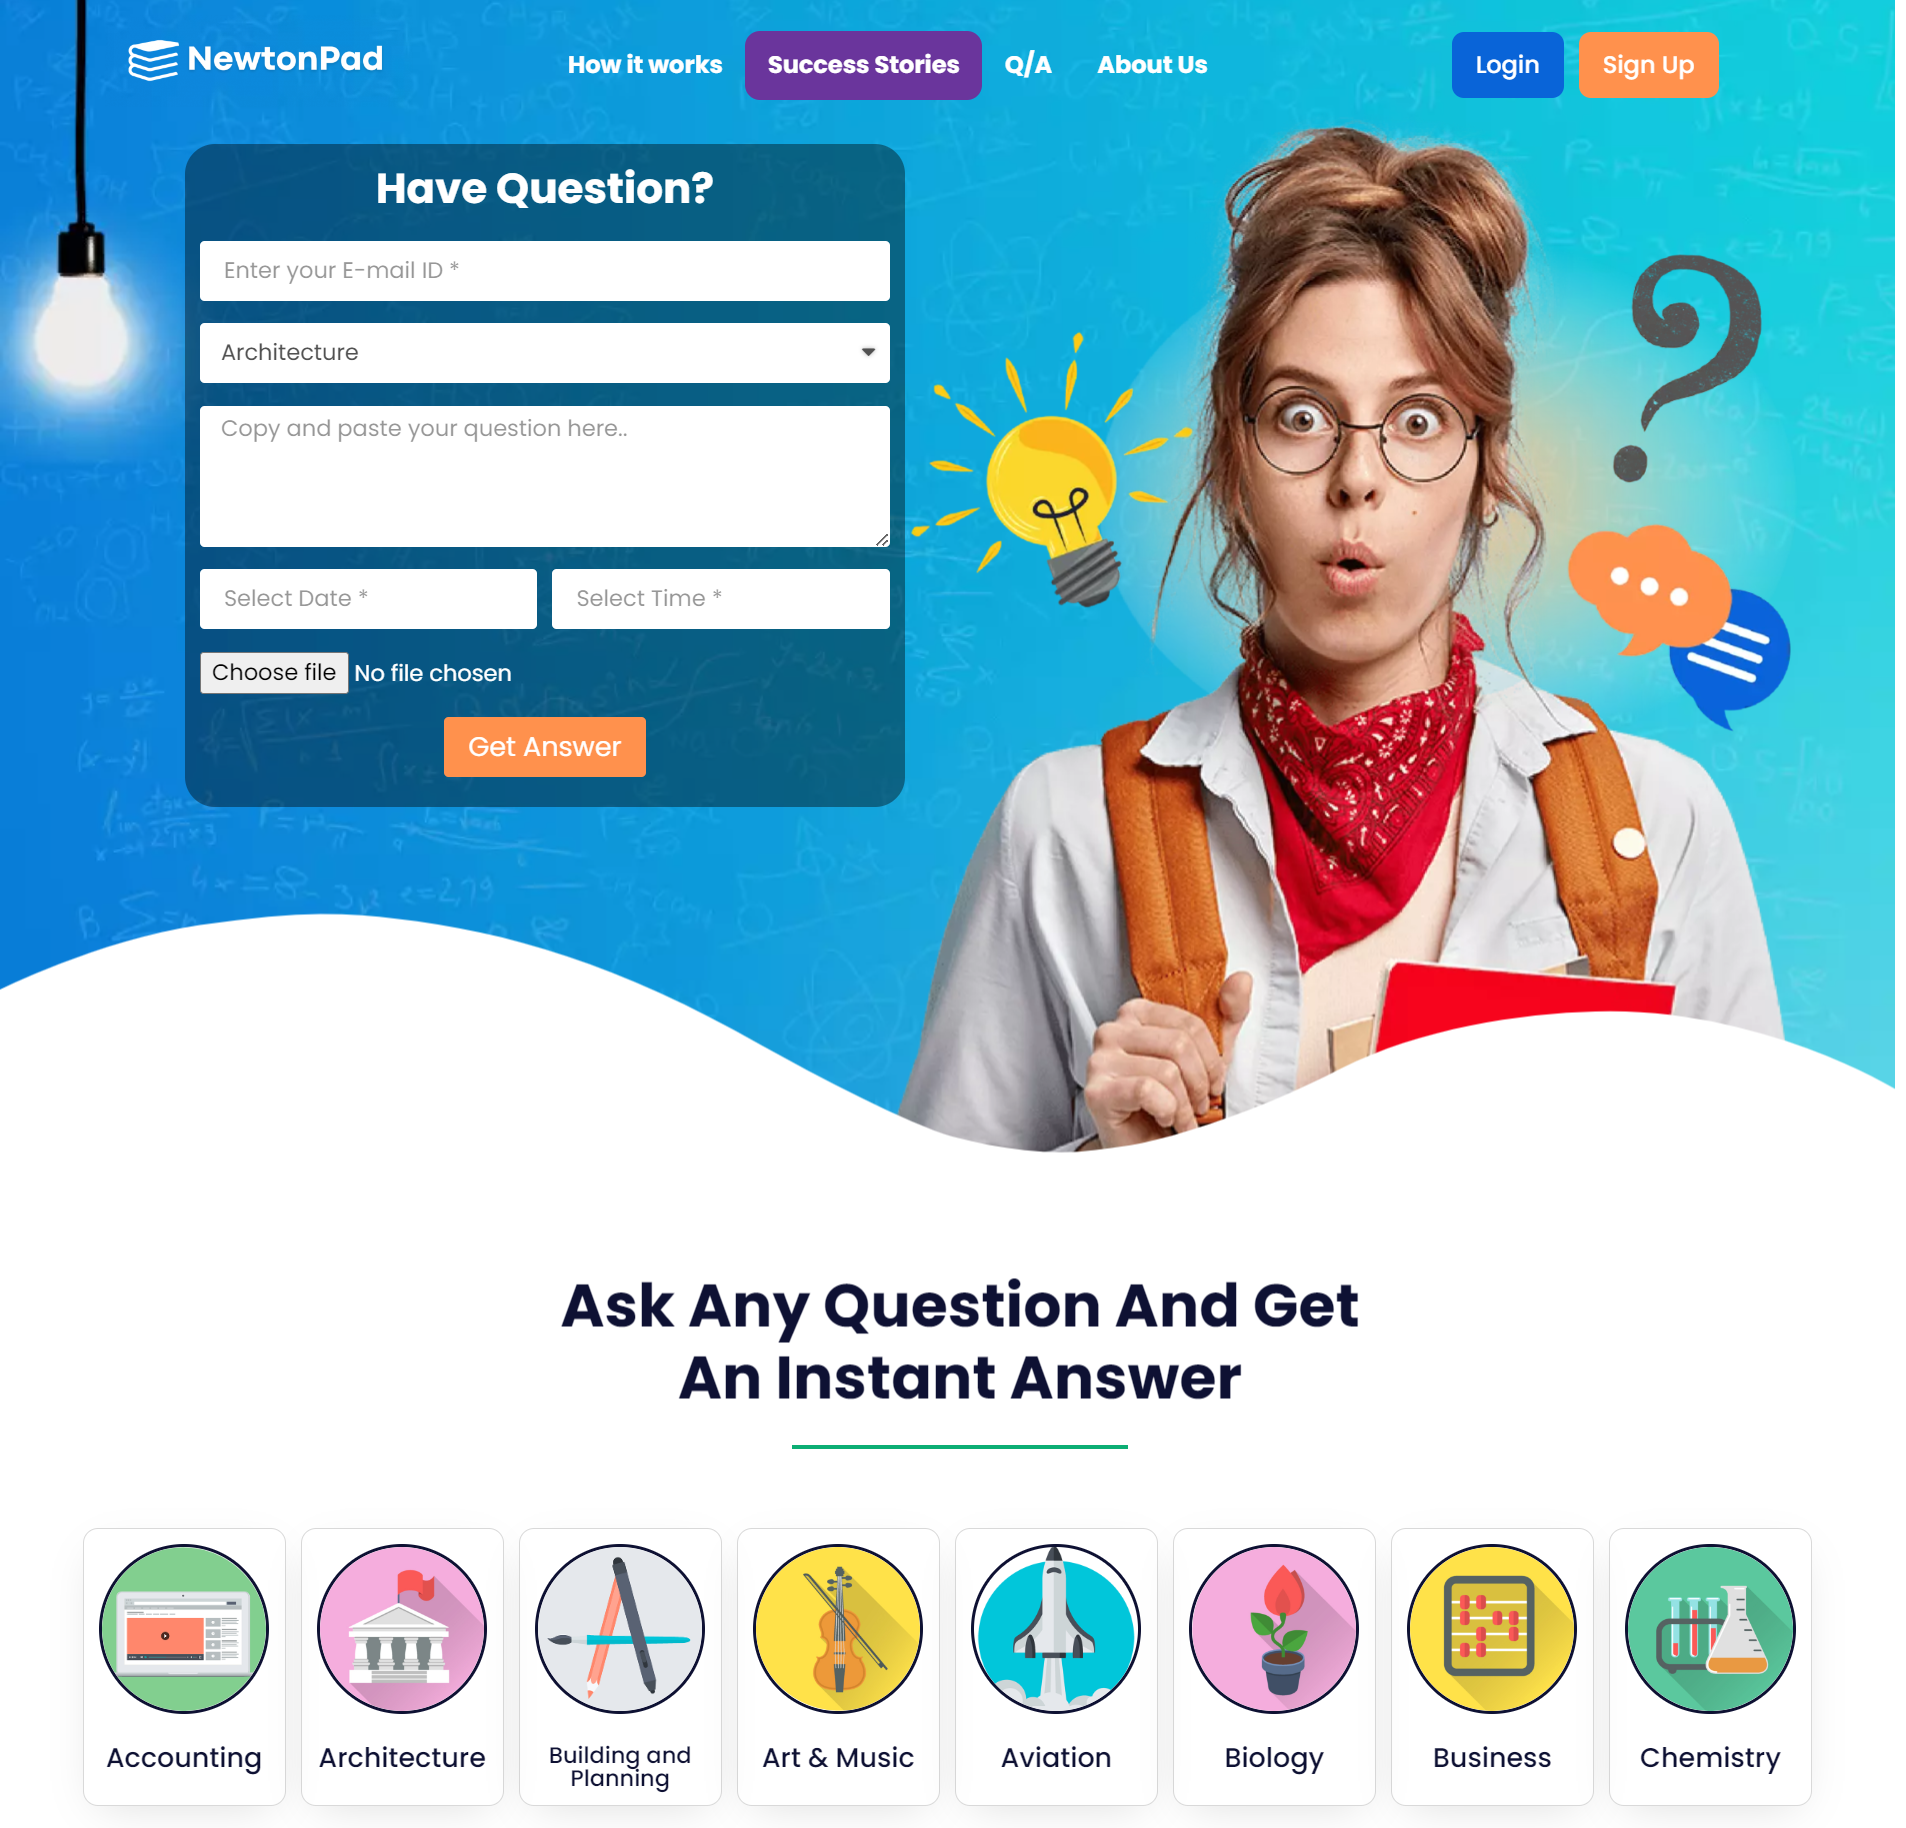 NewtonPad
How it works
Success Stories
Q/A
About Us
Login
Sign Up
Have Question?
Enter your E-mail ID *
Architecture
Copy and paste your question here..
Select Date *
Select Time *
Choose file No file chosen
Get Answer
Ask Any Question And Get
An Instant Answer
Accounting
Architecture
Building and
Planning
Art & Music
Aviation
Biology
Business
Chemistry